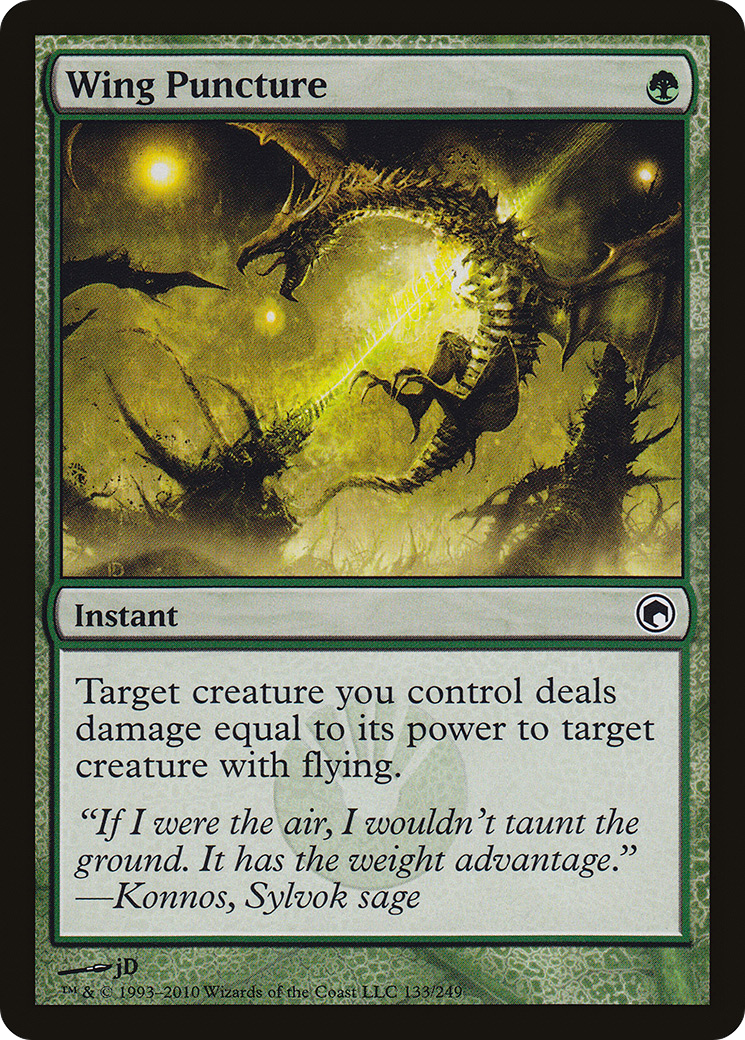 Wing Puncture
Instant
Target creature you control deals
damage equal to its power to target
creature with flying.
“If I were the air, I wouldn’t taunt the
ground. It has the weight advantage.”
—Konnos, Sylvok sage
jD
™ & © 1993–2010 Wizards of the Coast LLC 133/249